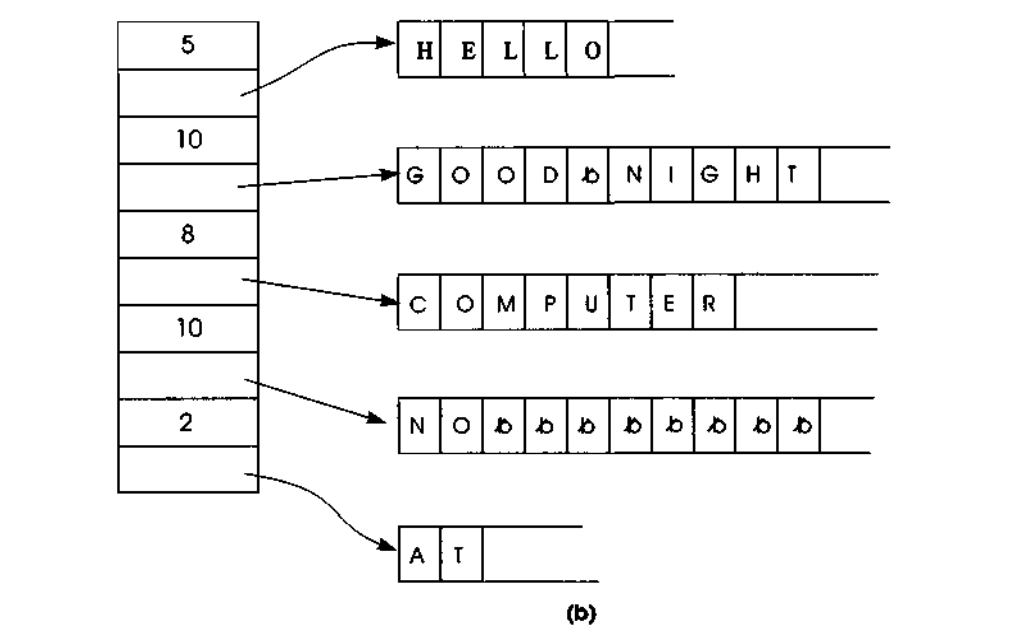 5
H E L L O
10
G O O D ␢ N I G H T
8
C O M P U T E R
10
N O ␢ ␢ ␢ ␢ ␢ ␢ ␢ ␢
2
A T
(b)